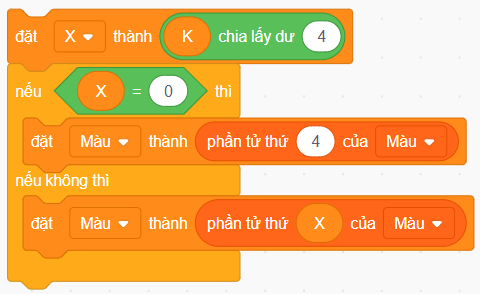 đặt X thành K chia lấy dư 4
nếu X = 0 thì
đặt Màu thành phần tử thứ 4 của Màu
nếu không thì
đặt Màu thành phần tử thứ X của Màu